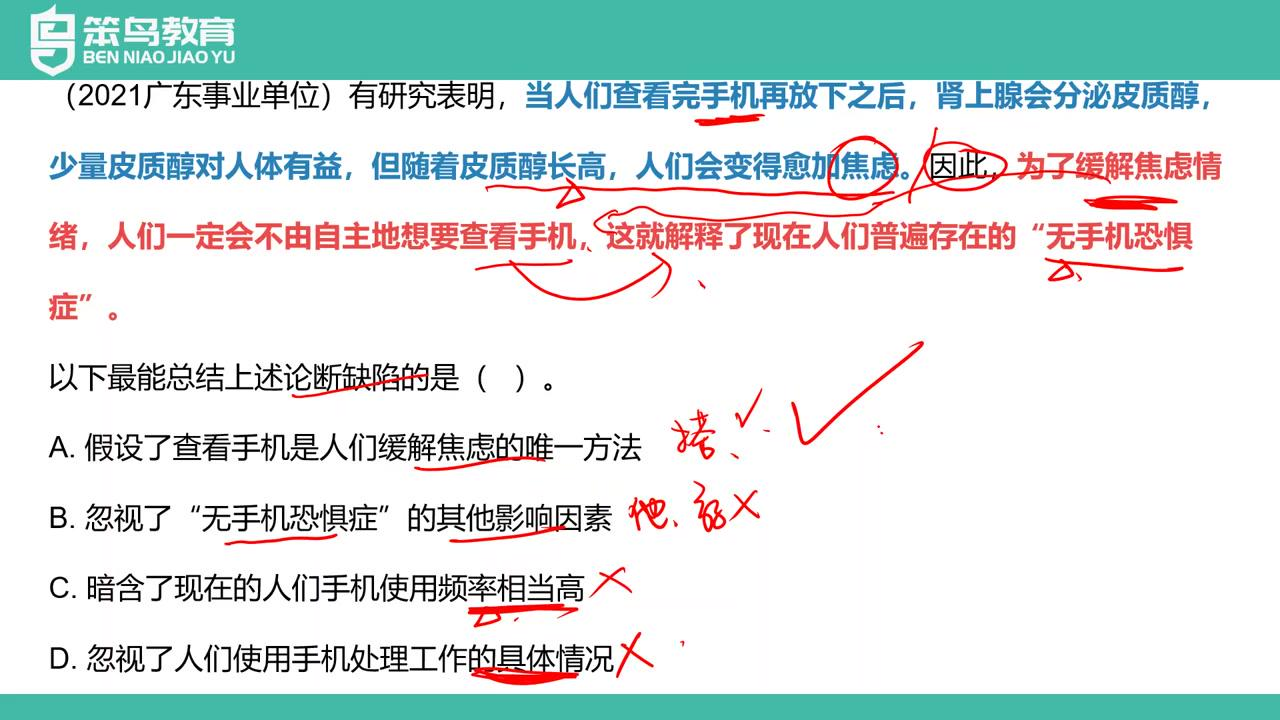 笨鸟教育
BEN NIAO JIAO YU
（2021广东事业单位）有研究表明，当人们查看完手机再放下之后，肾上腺会分泌皮质醇，
少量皮质醇对人体有益，但随着皮质醇长高，人们会变得愈加焦虑。因此，为了缓解焦虑情
绪，人们一定会不由自主地想要查看手机，这就解释了现在人们普遍存在的“无手机恐惧
症”。
以下最能总结上述论断缺陷的是（ ）。
A. 假设了查看手机是人们缓解焦虑的唯一方法 搭
B. 忽视了“无手机恐惧症”的其他影响因素 他
C. 暗含了现在的人们手机使用频率相当高
D. 忽视了人们使用手机处理工作的具体情况